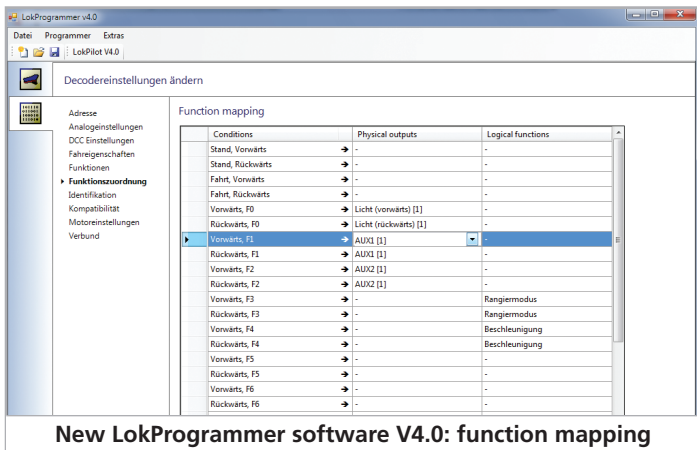 LokProgrammer v4.0
Datei Programmer Extras
LokPilot V4.0
Decodereinstellungen ändern
Adresse
Analogeinstellungen
DCC Einstellungen
Fahreigenschaften
Funktionen
Funktionszuordnung
Identifikation
Kompatibilität
Motoreinstellungen
Verbund
Function mapping
Conditions Physical outputs Logical functions
Stand, Vorwärts → - -
Stand, Rückwärts → - -
Fahrt, Vorwärts → - -
Fahrt, Rückwärts → - -
Vorwärts, F0 → Licht (vorwärts) [1] -
Rückwärts, F0 → Licht (rückwärts) [1] -
Vorwärts, F1 → AUX1 [1] -
Rückwärts, F1 → AUX1 [1] -
Vorwärts, F2 → AUX2 [1] -
Rückwärts, F2 → AUX2 [1] -
Vorwärts, F3 → - Rangiermodus
Rückwärts, F3 → - Rangiermodus
Vorwärts, F4 → - Beschleunigung
Rückwärts, F4 → - Beschleunigung
Vorwärts, F5 → - -
Rückwärts, F5 → - -
Vorwärts, F6 → - -
Rückwärts, F6 → - -
New LokProgrammer software V4.0: function mapping